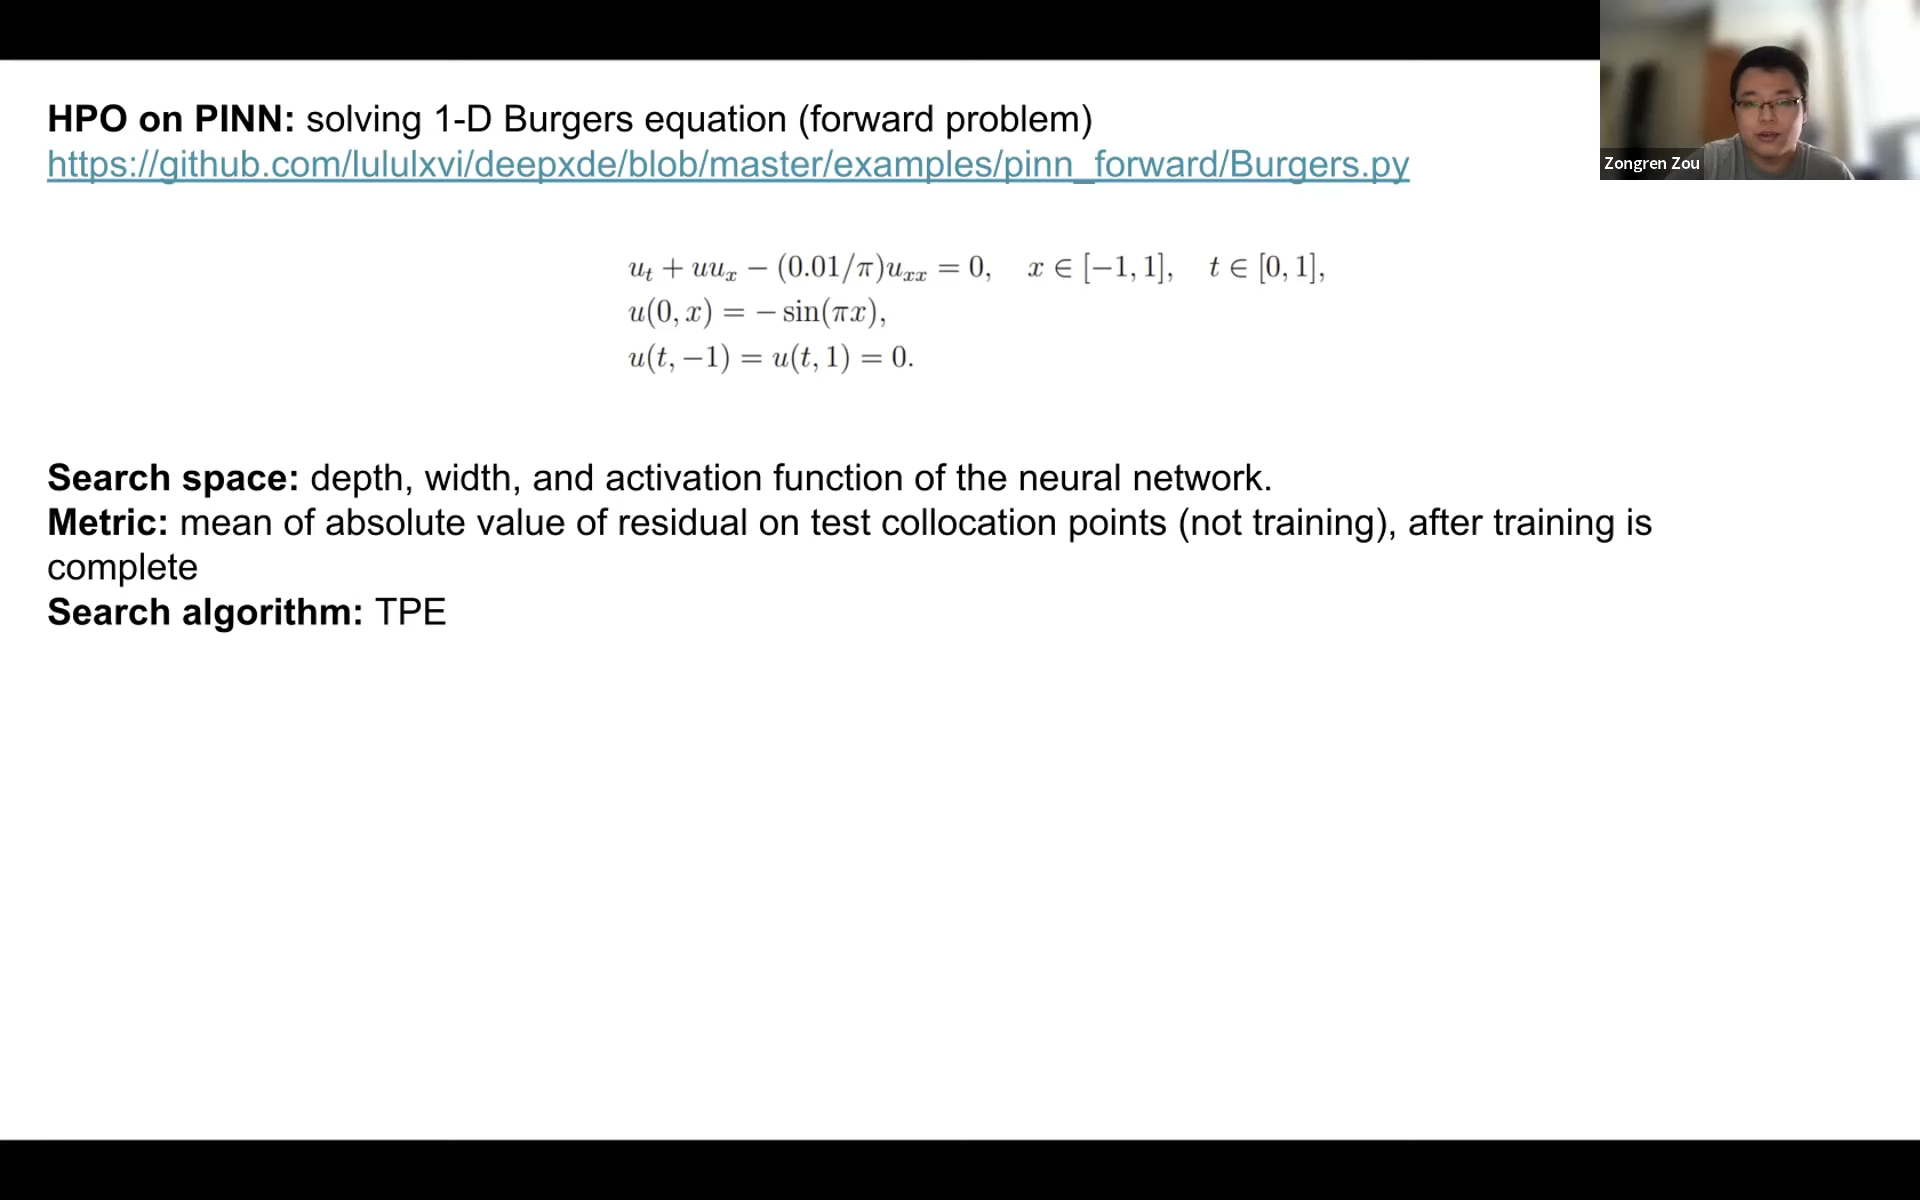 HPO on PINN: solving 1-D Burgers equation (forward problem)
https://github.com/lululxvi/deepxde/blob/master/examples/pinn_forward/Burgers.py
Zongren Zou
u_t + uu_x − (0.01/π)u_{xx} = 0, x ∈ [−1, 1], t ∈ [0, 1],
u(0, x) = − sin(πx),
u(t, −1) = u(t, 1) = 0.
Search space: depth, width, and activation function of the neural network.
Metric: mean of absolute value of residual on test collocation points (not training), after training is
complete
Search algorithm: TPE